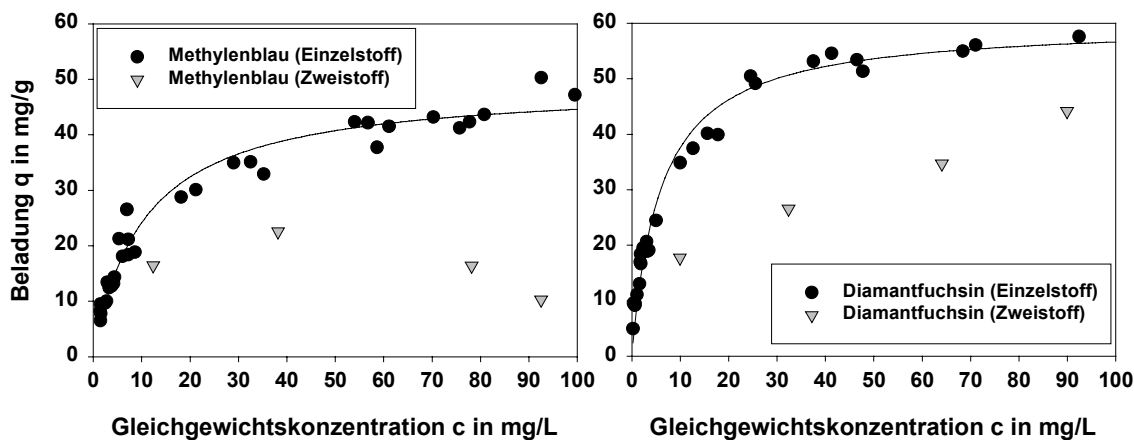 Beladung q in mg/g
60
50
40
30
20
10
0
Methylenblau (Einzelstoff)
Methylenblau (Zweistoff)
0 10 20 30 40 50 60 70 80 90 100
Gleichgewichtskonzentration c in mg/L
60
50
40
30
20
10
0
Diamantfuchsin (Einzelstoff)
Diamantfuchsin (Zweistoff)
0 10 20 30 40 50 60 70 80 90 100
Gleichgewichtskonzentration c in mg/L